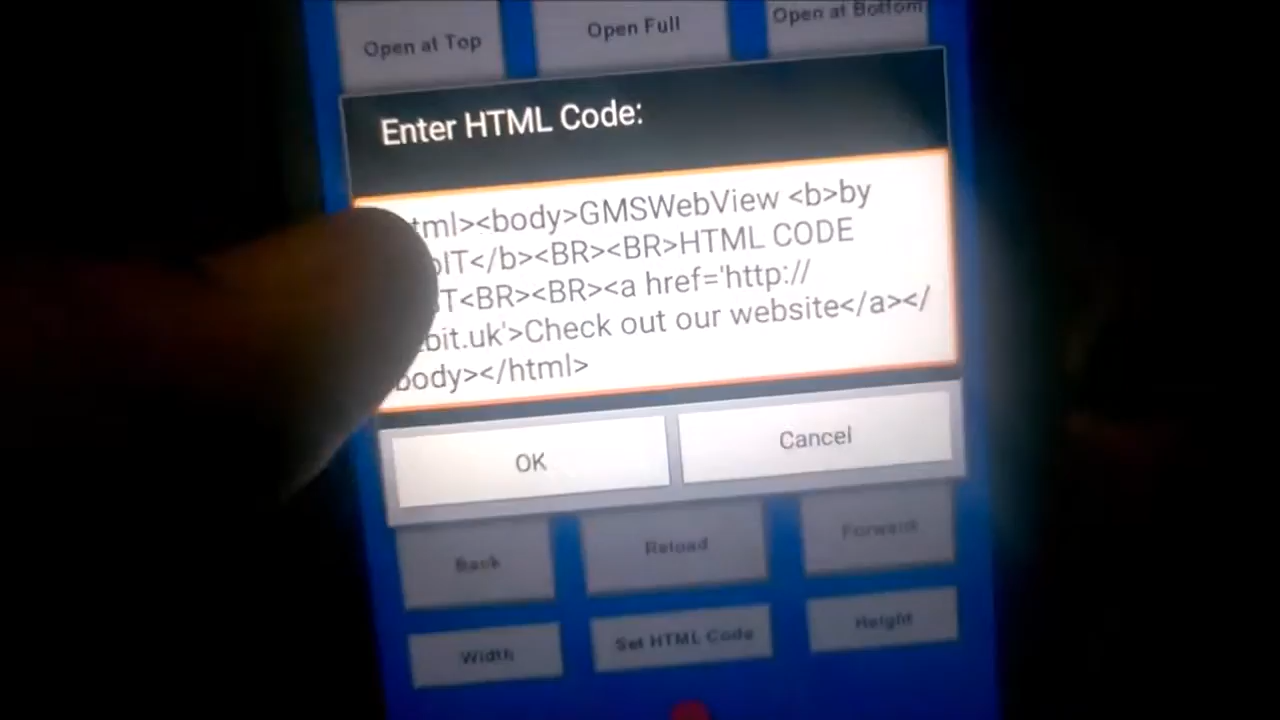 Open at Top
Open Full
Open at Bottom
Enter HTML Code:
tml><body>GMSWebView <b>by
IT</b><BR><BR>HTML CODE
T<BR><BR><a href='http://
bit.uk'>Check out our website</a></
body></html>
OK
Cancel
Back
Reload
Forward
Width
Set HTML Code
Height